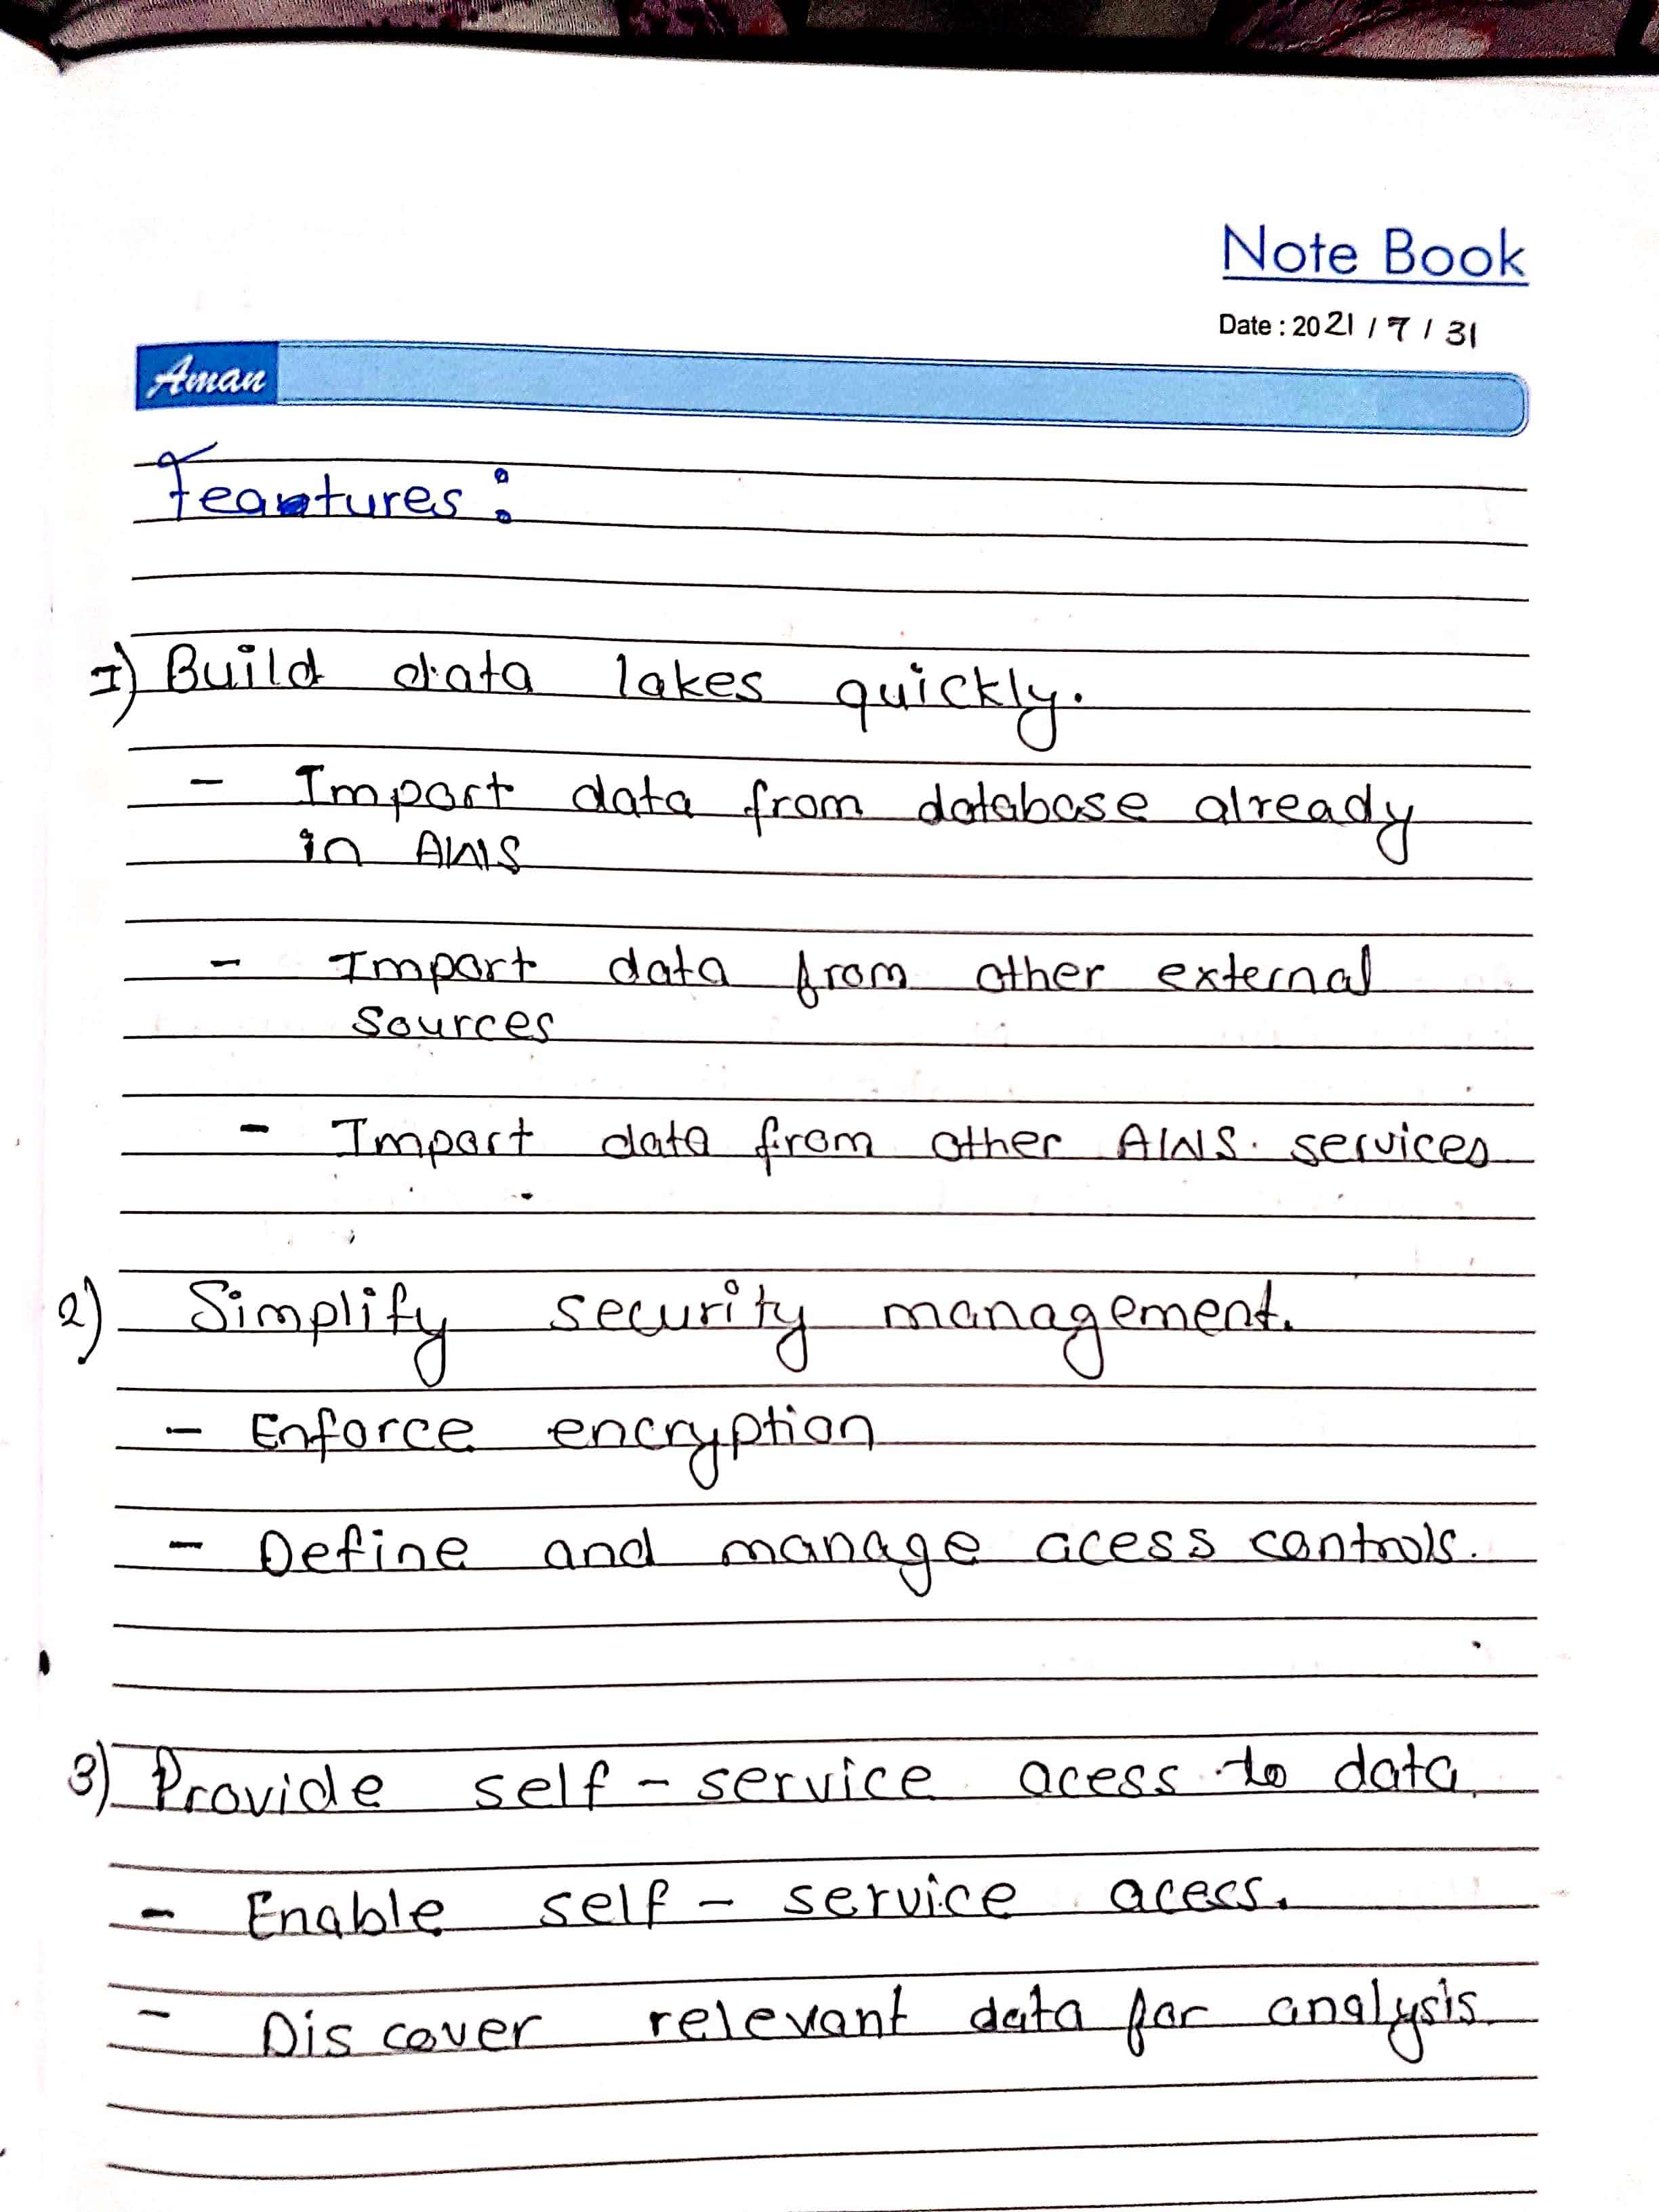 Note Book
Date : 2021 / 7 / 31
Aman
Features :
1) Build data lakes quickly.
- Import data from database already
in AWS
- Import data from other external
sources
- Import data from other AWS services
2) Simplify security management.
- Enforce encryption
- Define and manage acess controls.
3) Provide self-service acess to data
- Enable self-service acess.
- Discover relevant data for analysis